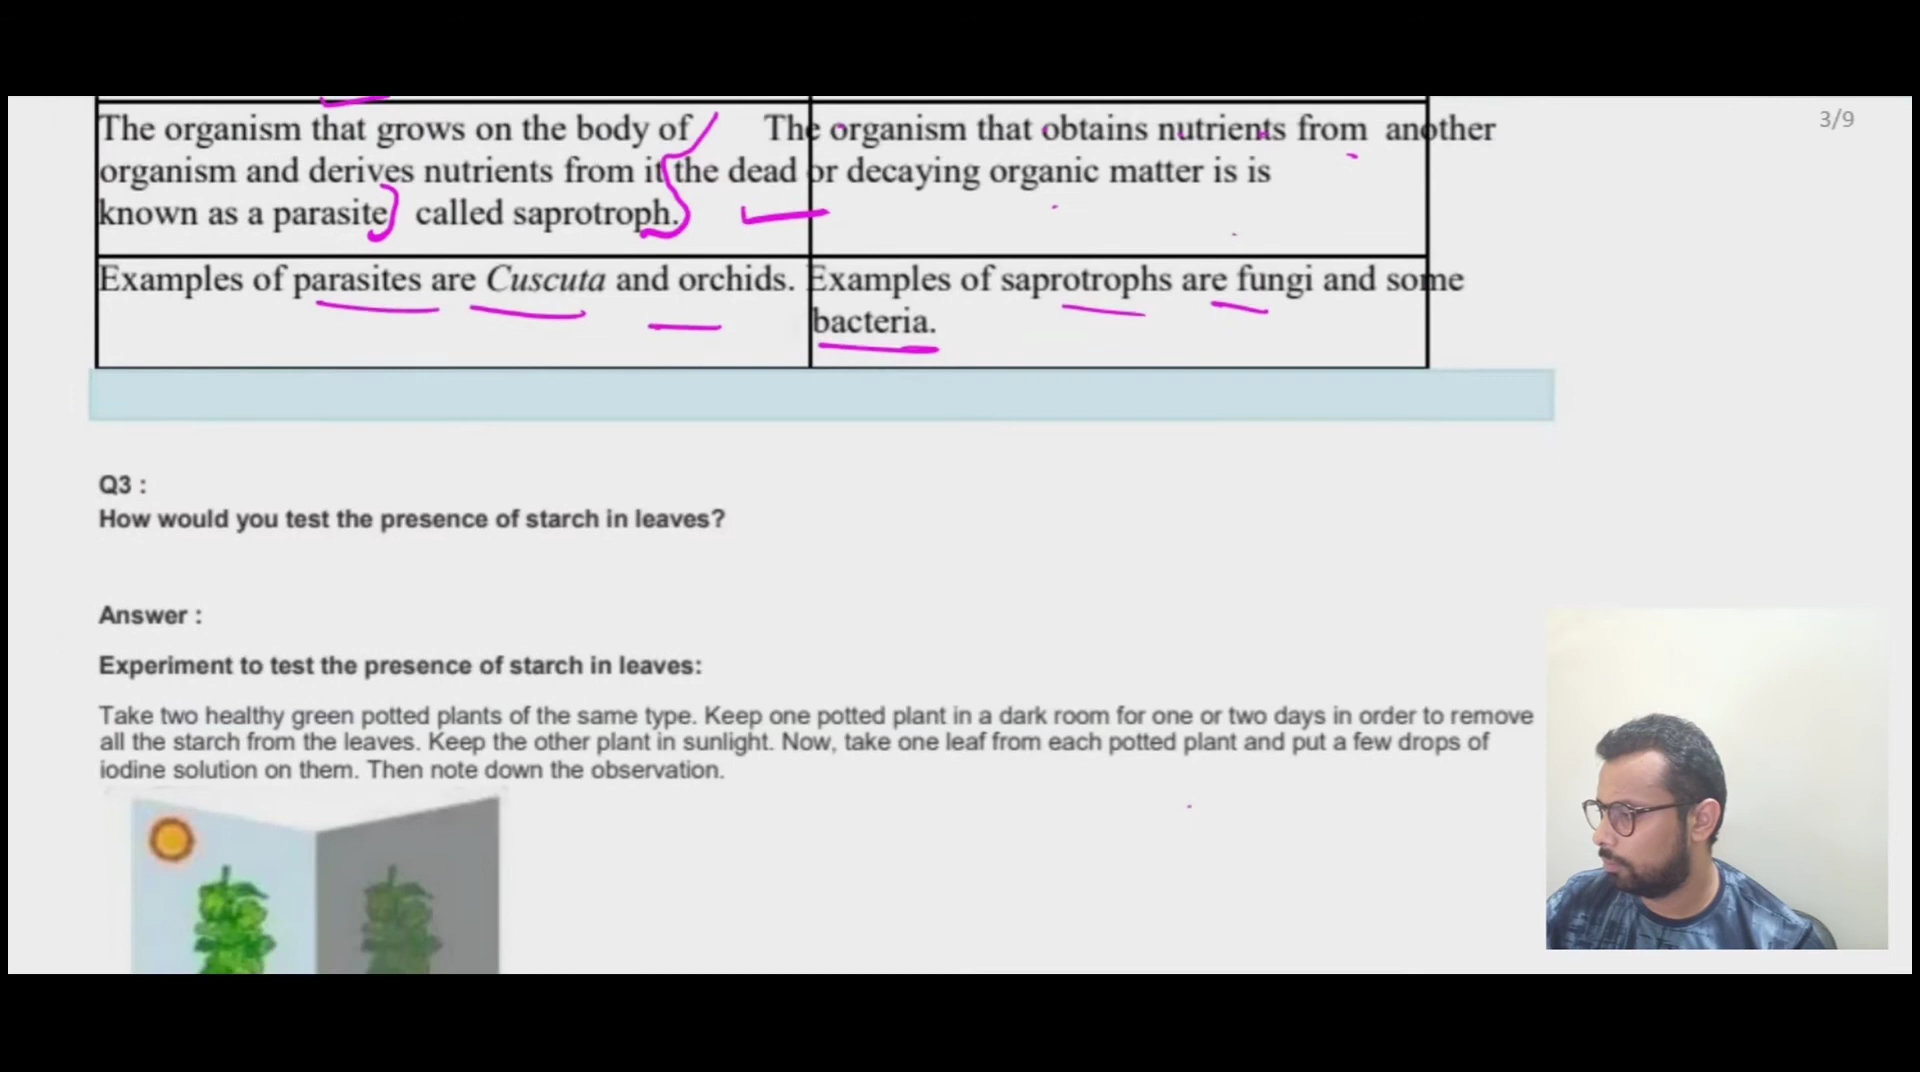 3/9
The organism that grows on the body of The organism that obtains nutrients from another
organism and derives nutrients from it the dead or decaying organic matter is is
known as a parasite called saprotroph.
Examples of parasites are Cuscuta and orchids. Examples of saprotrophs are fungi and some
bacteria.
Q3 :
How would you test the presence of starch in leaves?
Answer :
Experiment to test the presence of starch in leaves:
Take two healthy green potted plants of the same type. Keep one potted plant in a dark room for one or two days in order to remove
all the starch from the leaves. Keep the other plant in sunlight. Now, take one leaf from each potted plant and put a few drops of
iodine solution on them. Then note down the observation.